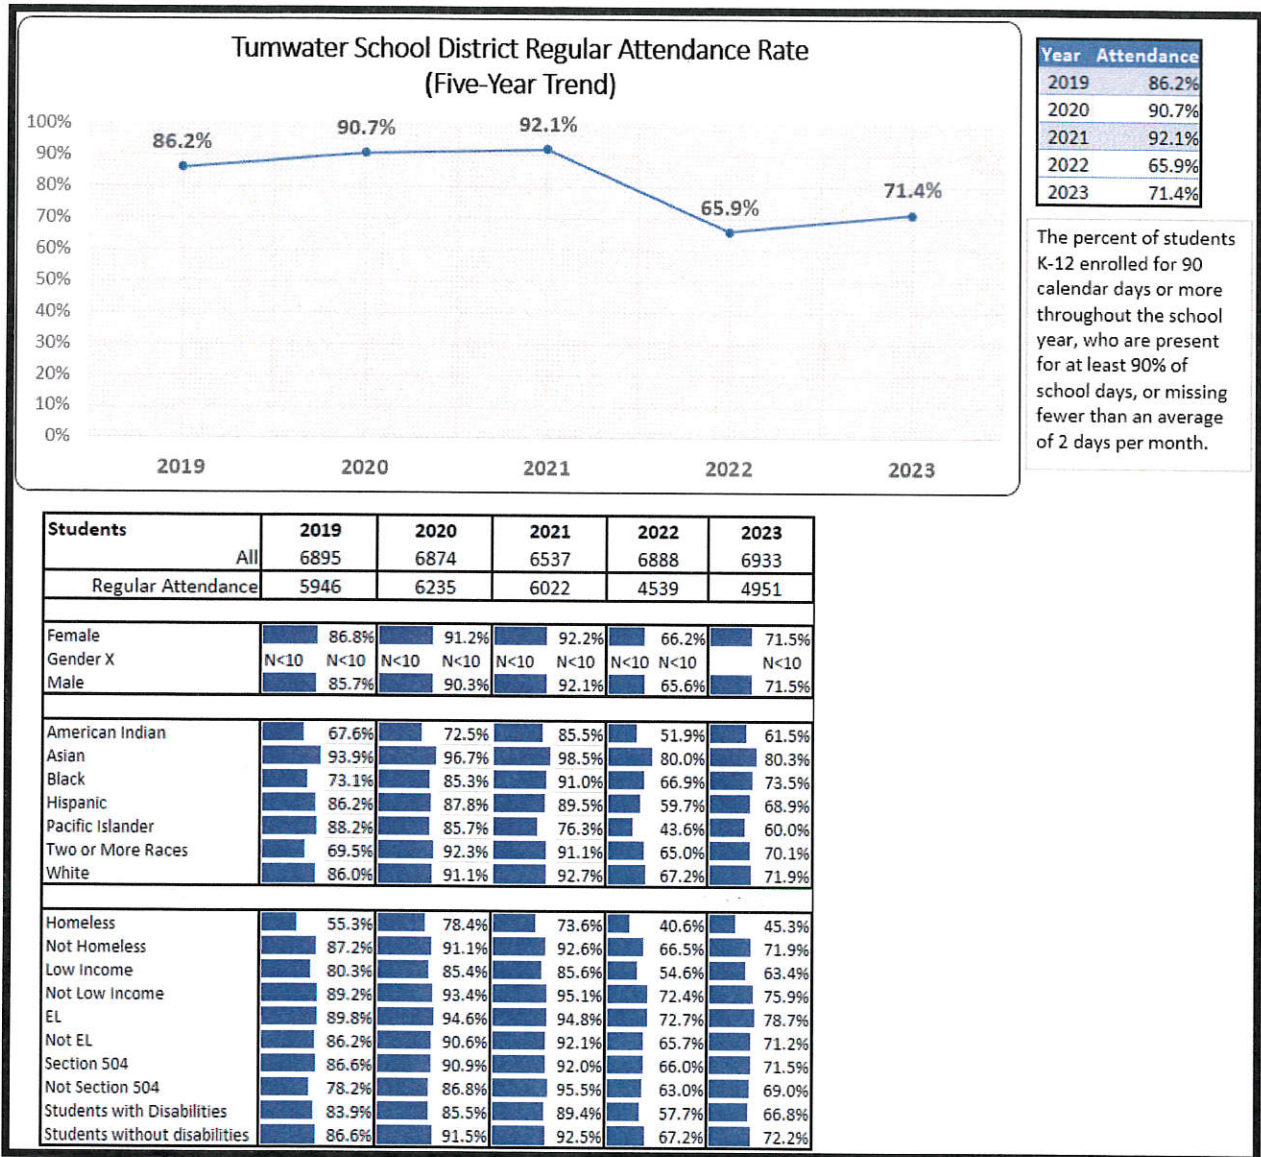 Tumwater School District Regular Attendance Rate
(Five-Year Trend)
100%
90%
80%
70%
60%
50%
40%
30%
20%
10%
0%
86.2%
90.7%
92.1%
65.9%
71.4%
2019 2020 2021 2022 2023
Year Attendance
2019 86.2%
2020 90.7%
2021 92.1%
2022 65.9%
2023 71.4%
The percent of students
K-12 enrolled for 90
calendar days or more
throughout the school
year, who are present
for at least 90% of
school days, or missing
fewer than an average
of 2 days per month.
Students 2019 2020 2021 2022 2023
All 6895 6874 6537 6888 6933
Regular Attendance 5946 6235 6022 4539 4951
Female 86.8% 91.2% 92.2% 66.2% 71.5%
Gender X N<10 N<10 N<10 N<10 N<10 N<10 N<10 N<10 N<10
Male 85.7% 90.3% 92.1% 65.6% 71.5%
American Indian 67.6% 72.5% 85.5% 51.9% 61.5%
Asian 93.9% 96.7% 98.5% 80.0% 80.3%
Black 73.1% 85.3% 91.0% 66.9% 73.5%
Hispanic 86.2% 87.8% 89.5% 59.7% 68.9%
Pacific Islander 88.2% 85.7% 76.3% 43.6% 60.0%
Two or More Races 69.5% 92.3% 91.1% 65.0% 70.1%
White 86.0% 91.1% 92.7% 67.2% 71.9%
Homeless 55.3% 78.4% 73.6% 40.6% 45.3%
Not Homeless 87.2% 91.1% 92.6% 66.5% 71.9%
Low Income 80.3% 85.4% 85.6% 54.6% 63.4%
Not Low Income 89.2% 93.4% 95.1% 72.4% 75.9%
EL 89.8% 94.6% 94.8% 72.7% 78.7%
Not EL 86.2% 90.6% 92.1% 65.7% 71.2%
Section 504 86.6% 90.9% 92.0% 66.0% 71.5%
Not Section 504 78.2% 86.8% 95.5% 63.0% 69.0%
Students with Disabilities 83.9% 85.5% 89.4% 57.7% 66.8%
Students without disabilities 86.6% 91.5% 92.5% 67.2% 72.2%